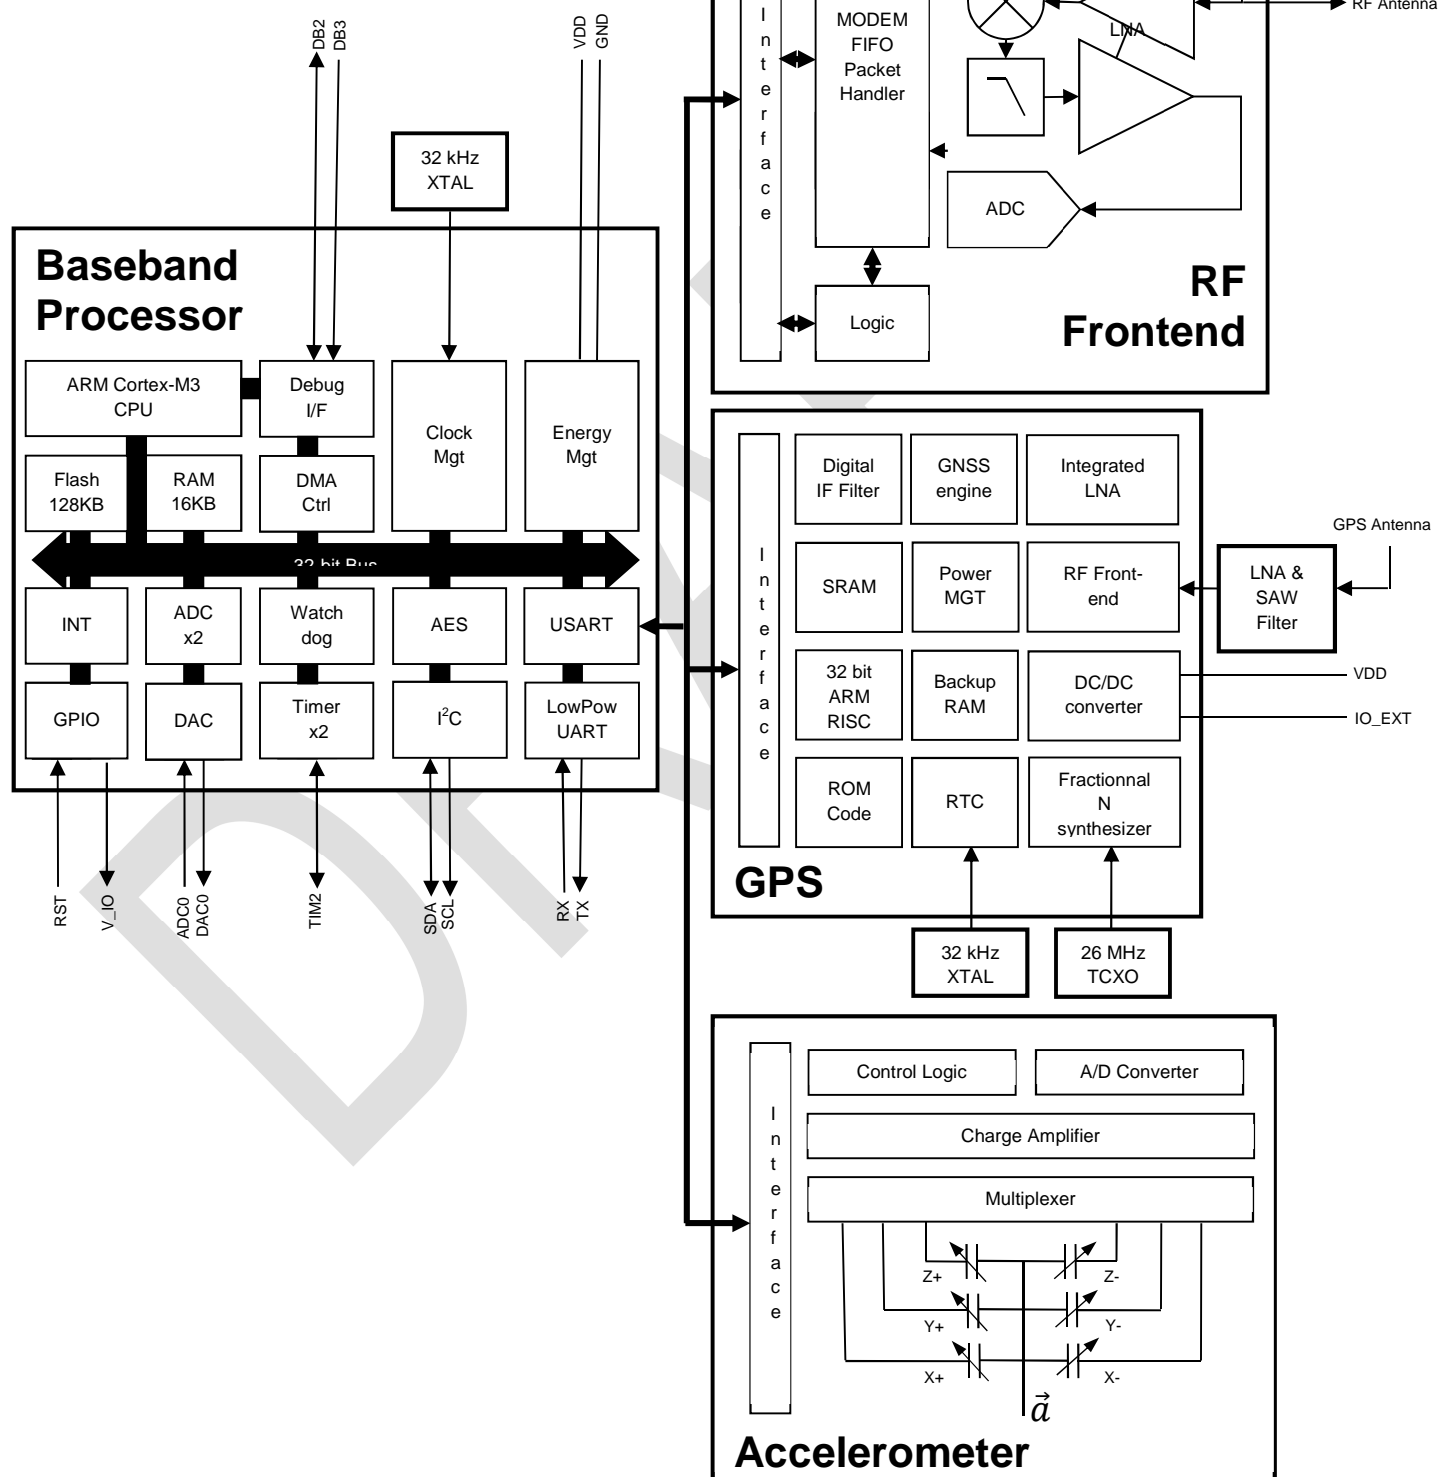 DB2
DB3
VDD
GND
32 kHz
XTAL
Baseband
Processor
ARM Cortex-M3
CPU
Debug
I/F
Clock
Mgt
Energy
Mgt
Flash
128KB
RAM
16KB
DMA
Ctrl
32-bit Bus
INT
ADC
x2
Watch
dog
AES
USART
GPIO
DAC
Timer
x2
I²C
LowPow
UART
RST
V_IO
ADC0
DAC0
TIM2
SDA
SCL
RX
TX
Interface
MODEM
FIFO
Packet
Handler
LNA
RF Antenna
ADC
Logic
RF
Frontend
Interface
Digital
IF Filter
GNSS
engine
Integrated
LNA
SRAM
Power
MGT
RF Front-
end
32 bit
ARM
RISC
Backup
RAM
DC/DC
converter
ROM
Code
RTC
Fractionnal
N
synthesizer
GPS
GPS Antenna
LNA &
SAW
Filter
VDD
IO_EXT
32 kHz
XTAL
26 MHz
TCXO
Interface
Control Logic
A/D Converter
Charge Amplifier
Multiplexer
Z+
Z-
Y+
Y-
X+
X-
a⃗
Accelerometer